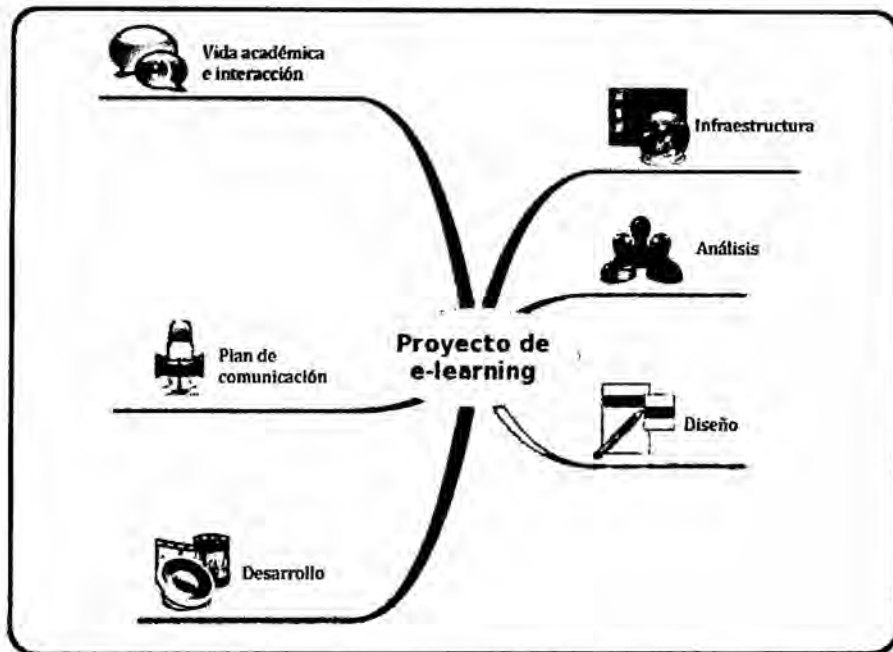 Vida académica
e interacción
Infraestructura
Análisis
Proyecto de
e-learning
Plan de
comunicación
Diseño
Desarrollo